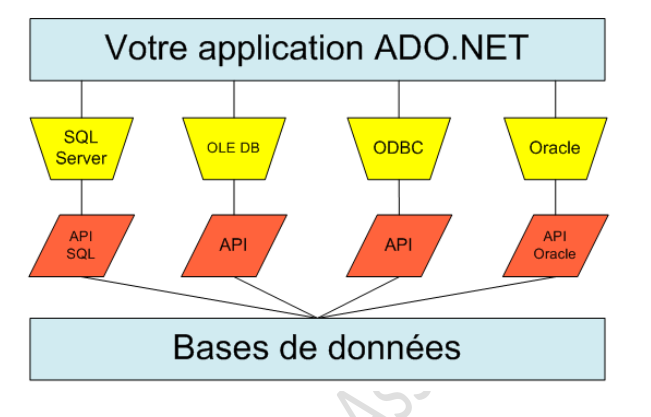 Votre application ADO.NET
SQL
Server
OLE DB
ODBC
Oracle
API
SQL
API
API
API
Oracle
Bases de données